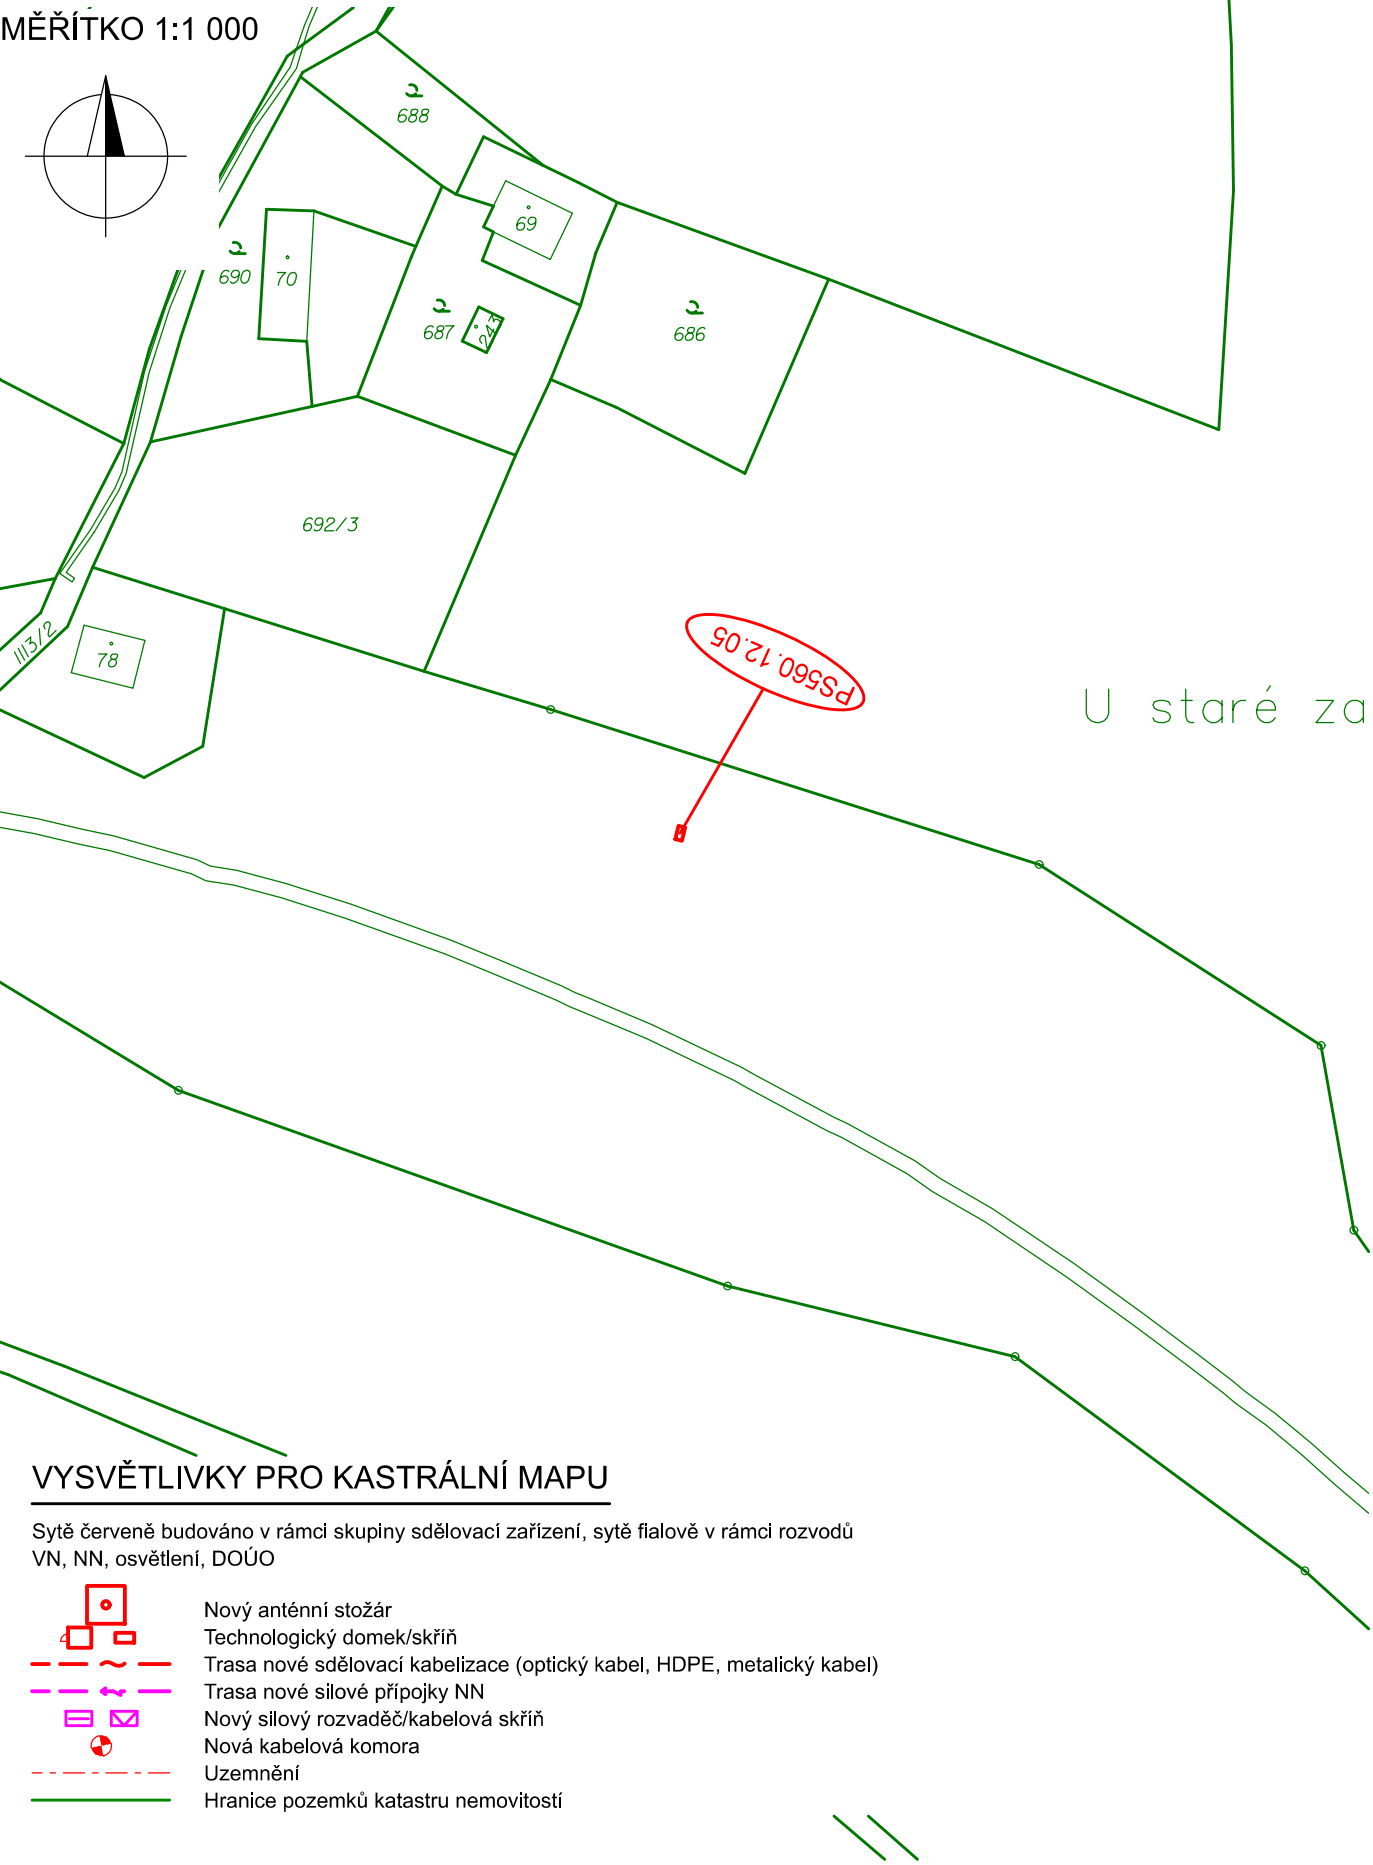 MĚŘÍTKO 1:1 000
688
69
690
70
687
243
686
692/3
1113/2
78
PS560.12.05
U staré za
VYSVĚTLIVKY PRO KASTRÁLNÍ MAPU
Sytě červeně budováno v rámci skupiny sdělovací zařízení, sytě fialově v rámci rozvodů
VN, NN, osvětlení, DOÚO
Nový anténní stožár
Technologický domek/skříň
Trasa nové sdělovací kabelizace (optický kabel, HDPE, metalický kabel)
Trasa nové silové přípojky NN
Nový silový rozvaděč/kabelová skříň
Nová kabelová komora
Uzemnění
Hranice pozemků katastru nemovitostí